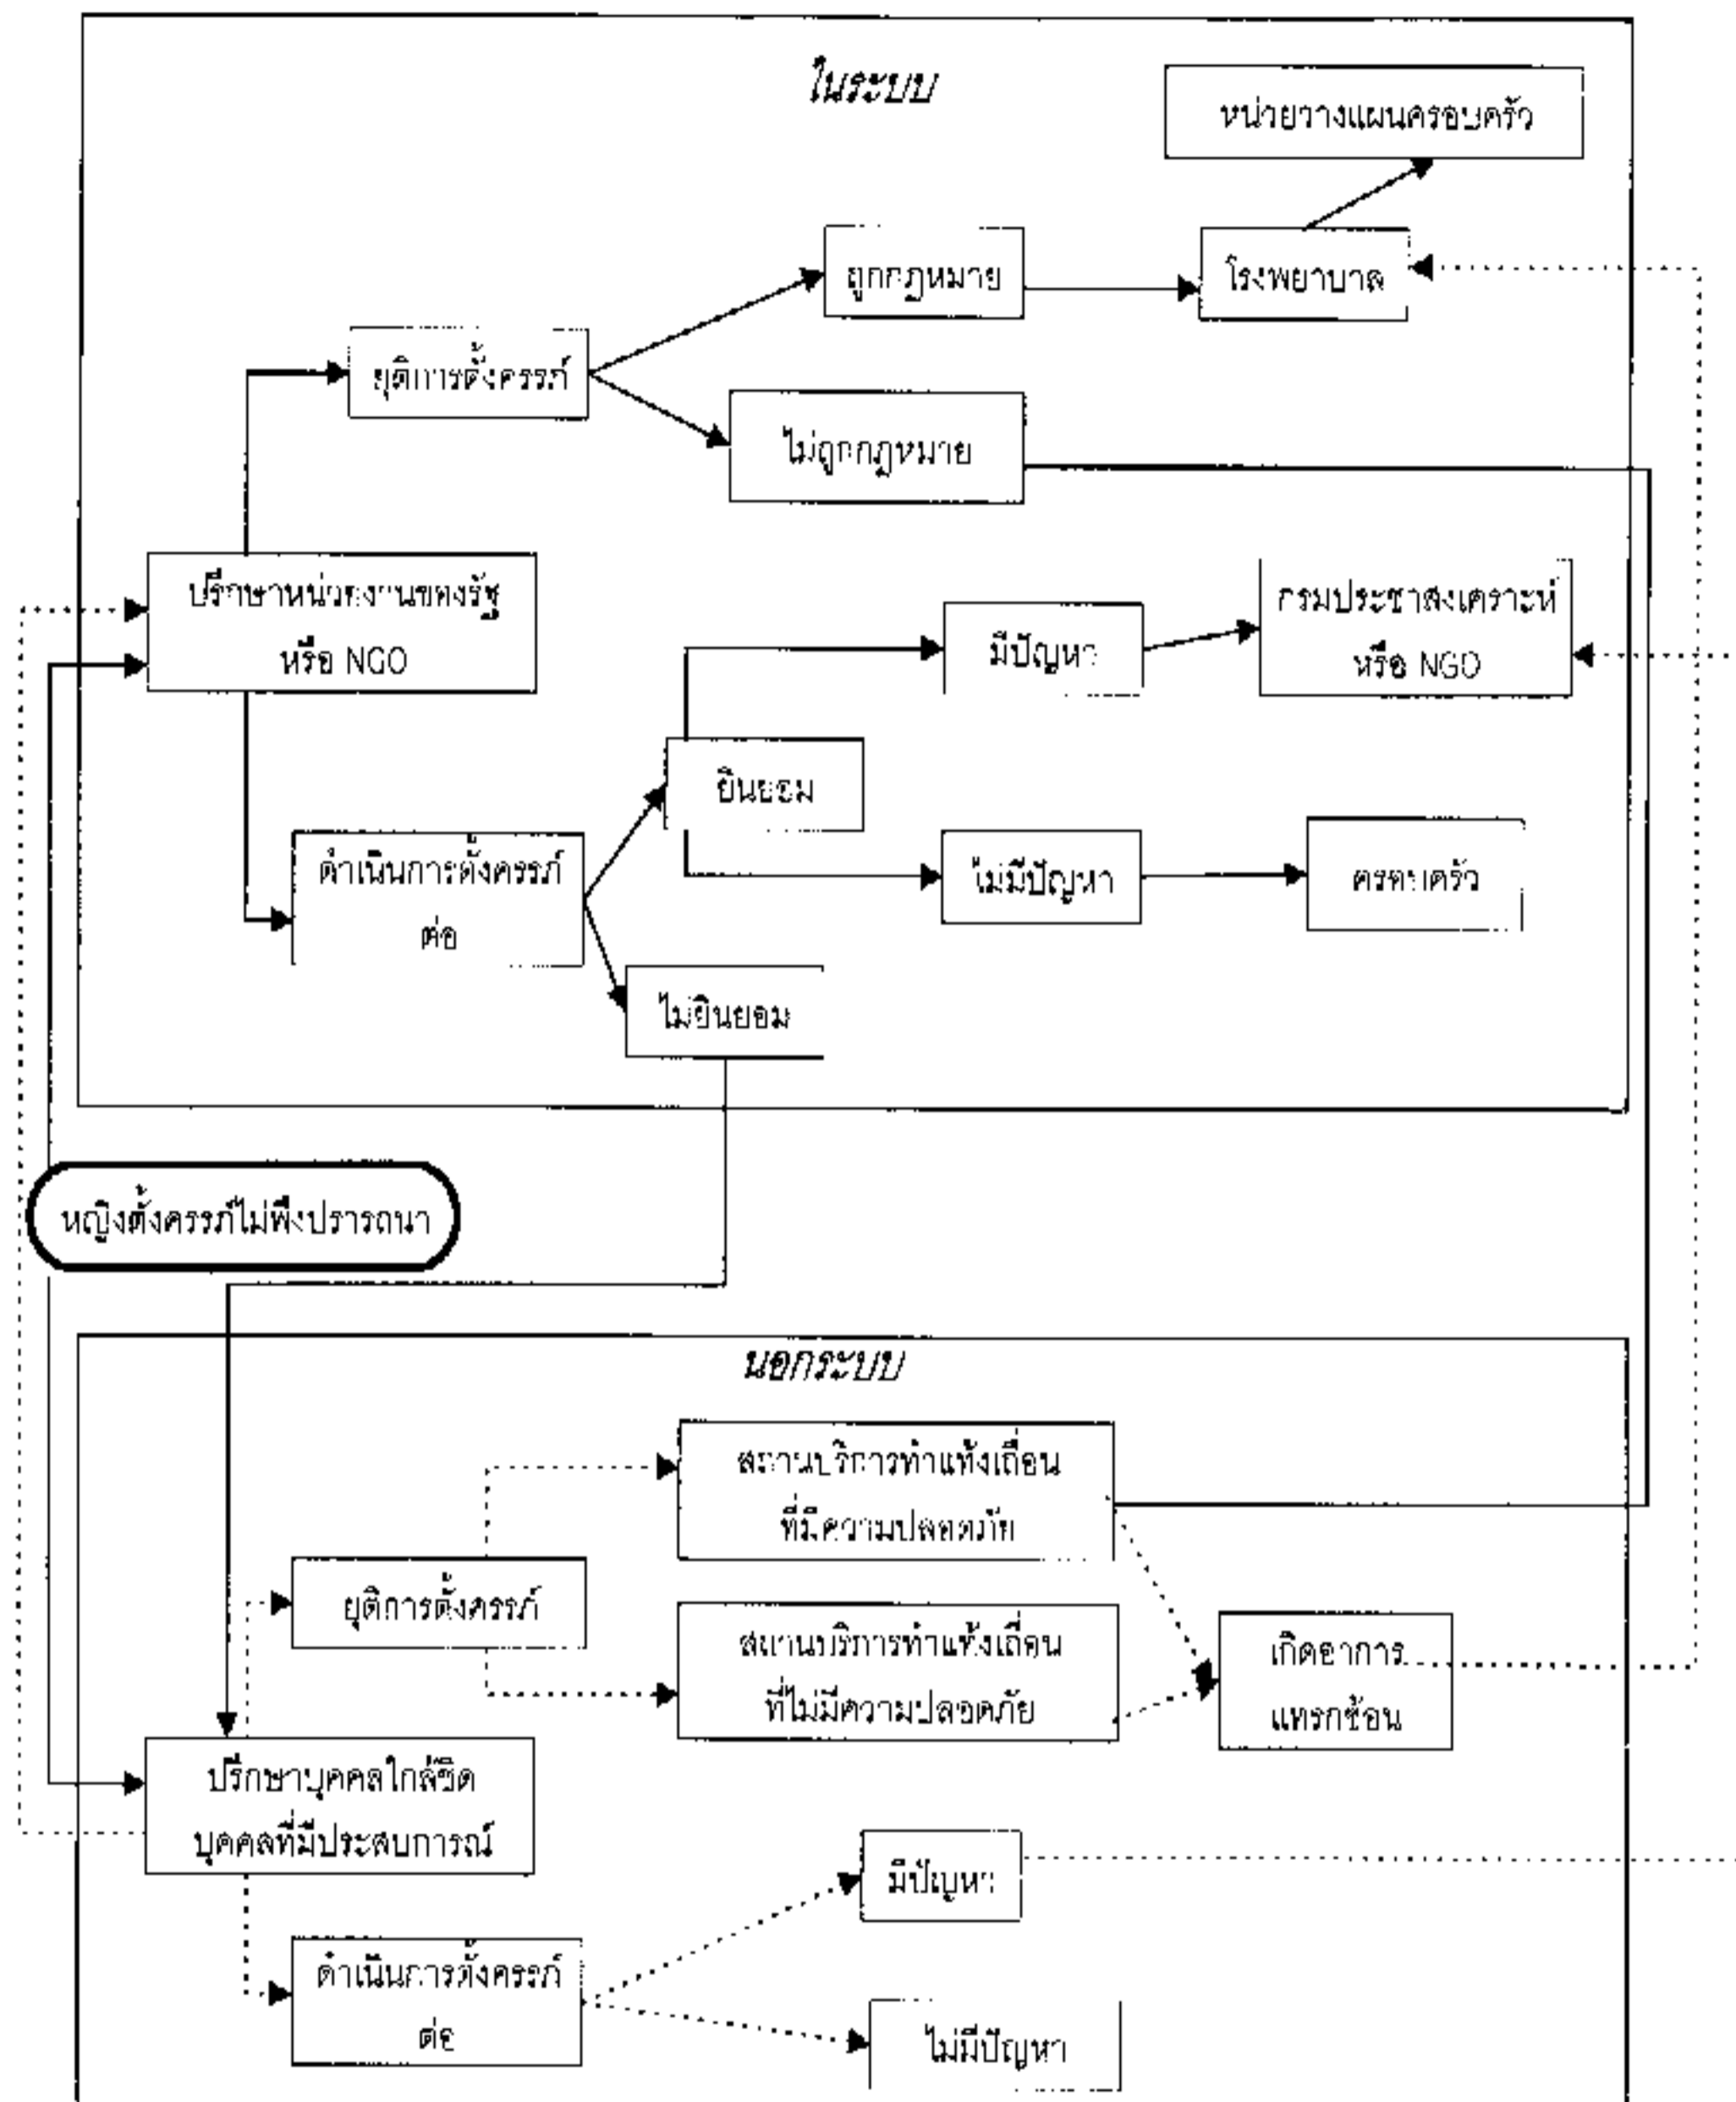 ในระบบ
หน่วยวางแผนครอบครัว
ถูกกฎหมาย
โรงพยาบาล
ยุติการตั้งครรภ์
ไม่ถูกกฎหมาย
ปรึกษาหน่วยงานของรัฐ
หรือ NGO
มีปัญหา
กรมประชาสงเคราะห์
หรือ NGO
ยินยอม
ดำเนินการตั้งครรภ์
ต่อ
ไม่มีปัญหา
ครอบครัว
ไม่ยินยอม
หญิงตั้งครรภ์ไม่พึงปรารถนา
นอกระบบ
สถานบริการทำแท้งเถื่อน
ที่มีความปลอดภัย
ยุติการตั้งครรภ์
สถานบริการทำแท้งเถื่อน
ที่ไม่มีความปลอดภัย
เกิดอาการ
แทรกซ้อน
ปรึกษาบุคคลใกล้ชิด
บุคคลที่มีประสบการณ์
มีปัญหา
ดำเนินการตั้งครรภ์
ต่อ
ไม่มีปัญหา